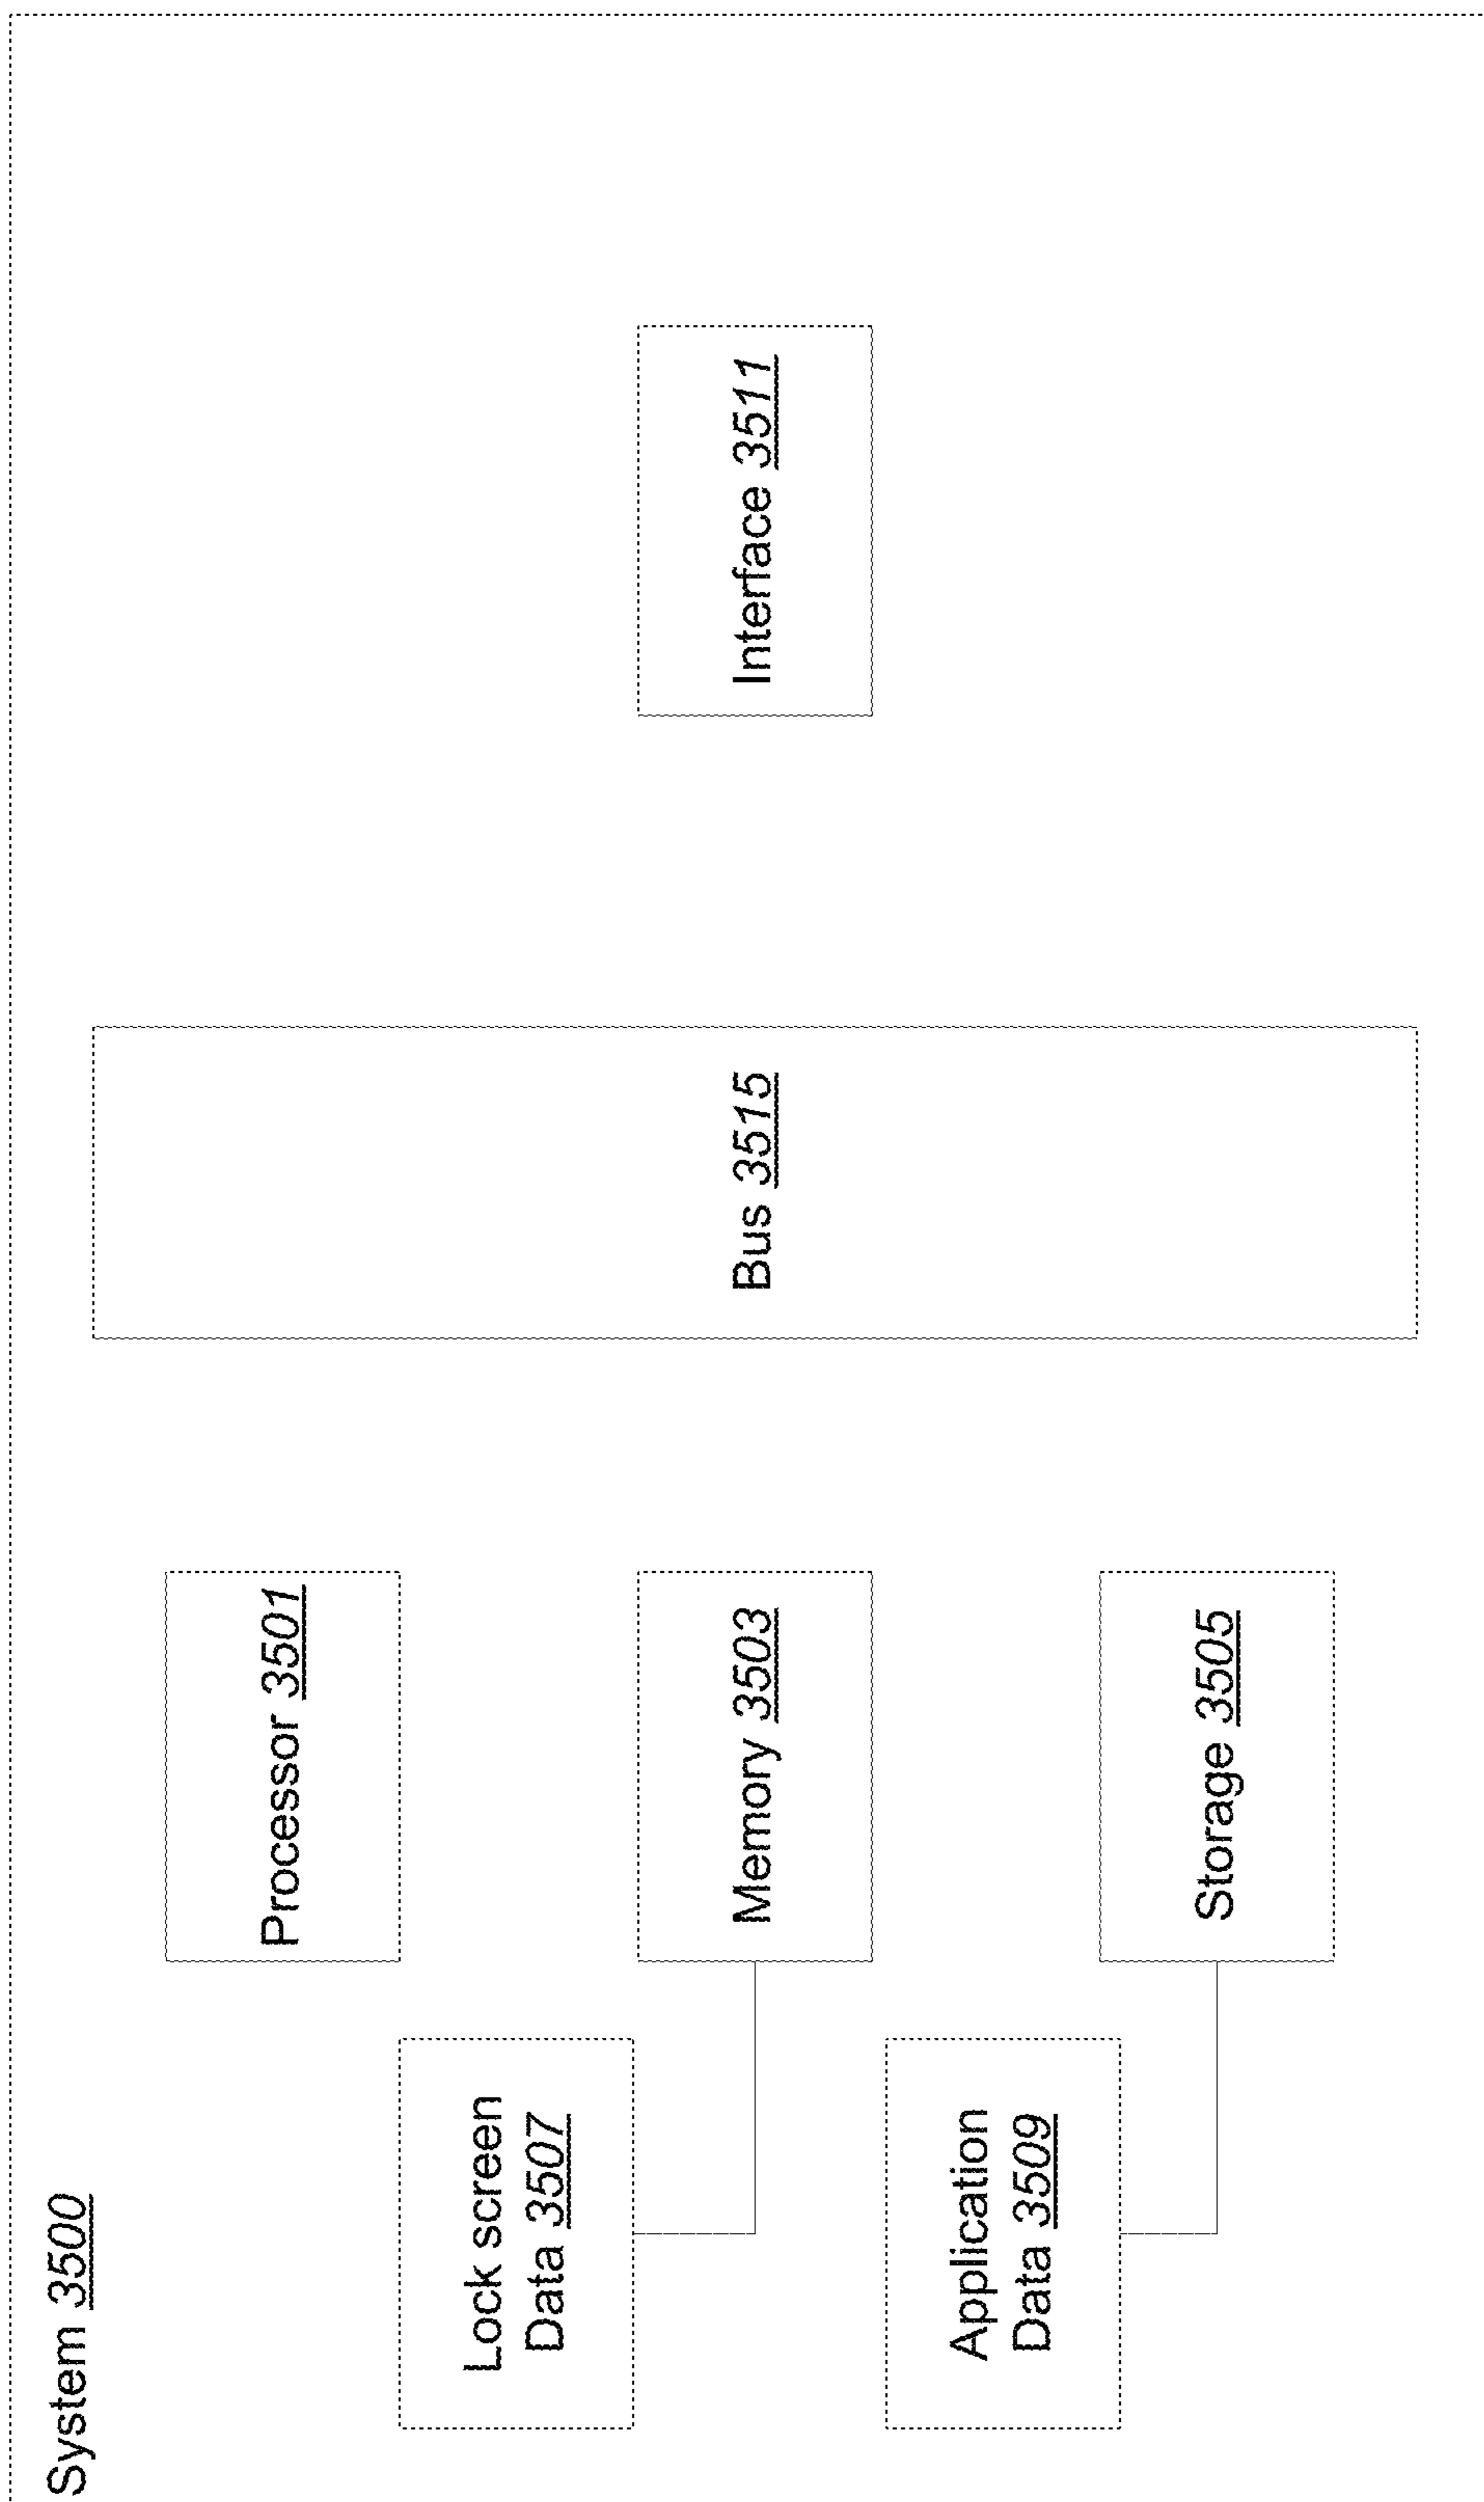 System 3500
Processor 3501
Lock screen
Data 3507
Memory 3503
Bus 3515
Interface 3511
Application
Data 3509
Storage 3505